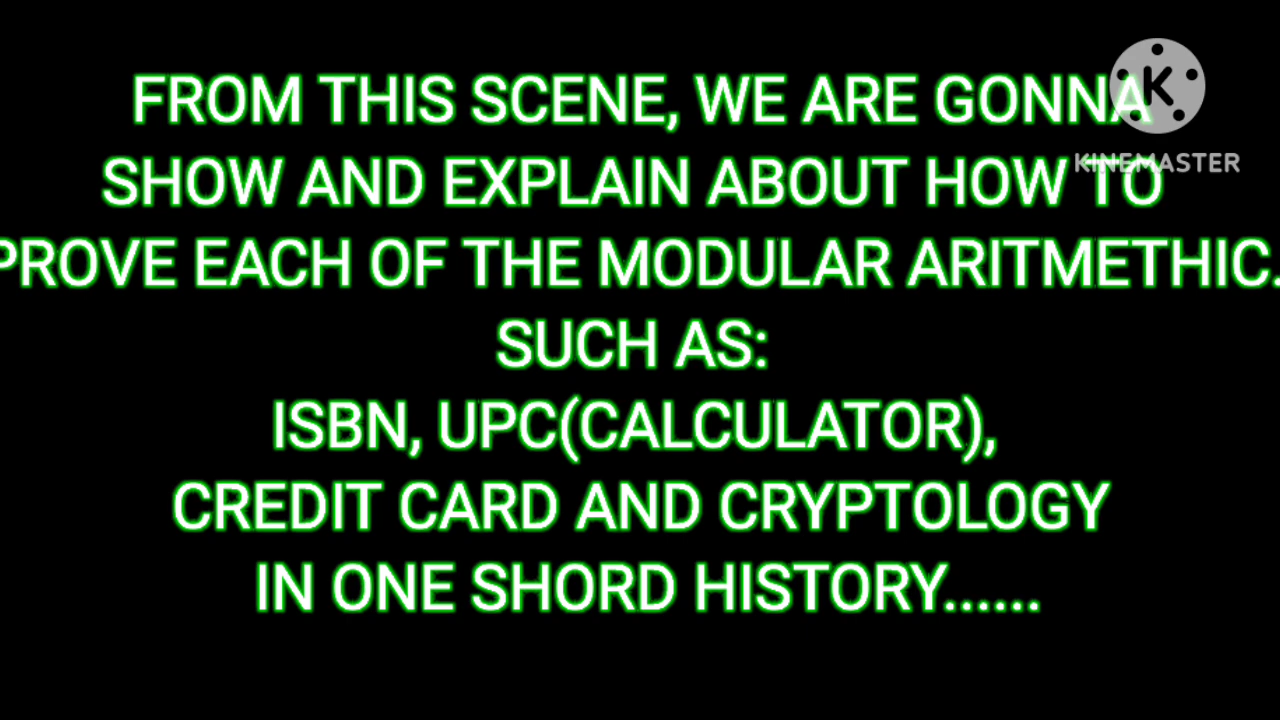 FROM THIS SCENE, WE ARE GONNA
SHOW AND EXPLAIN ABOUT HOW TO
PROVE EACH OF THE MODULAR ARITMETHIC.
SUCH AS:
ISBN, UPC(CALCULATOR),
CREDIT CARD AND CRYPTOLOGY
IN ONE SHORD HISTORY......
K
KINEMASTER